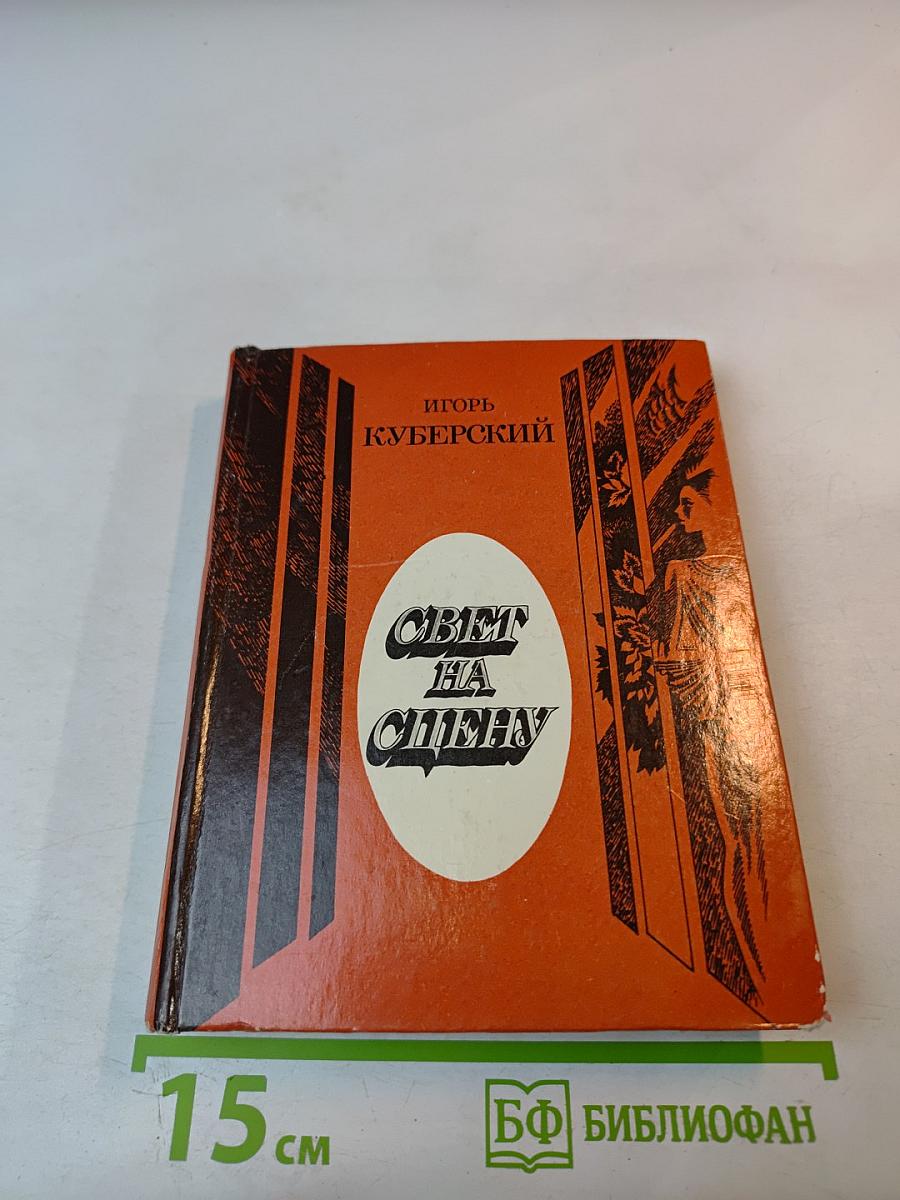 ИГОРЬ
КУБЕРСКИЙ
СВЕТ
НА
СЦЕНУ
15 см
БФ БИБЛИОФАН